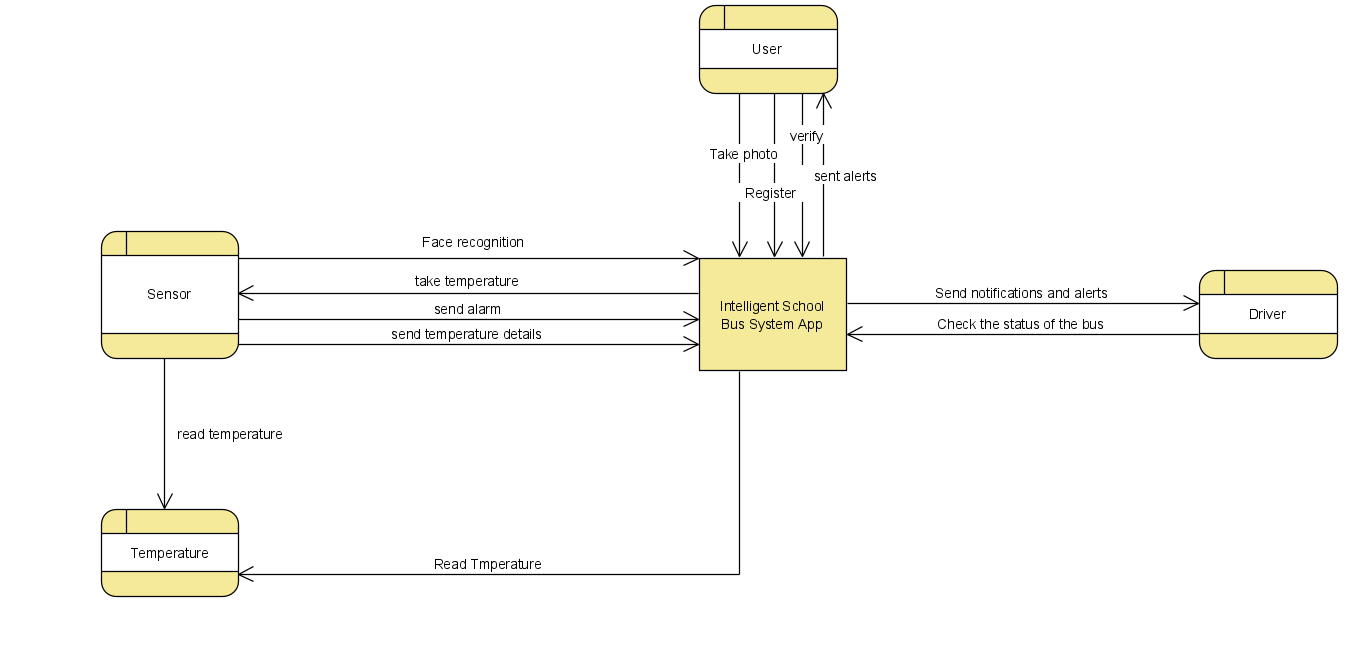 User
verify
Take photo
sent alerts
Register
Face recognition
take temperature
Sensor
send alarm
send temperature details
Intelligent School
Bus System App
Send notifications and alerts
Driver
Check the status of the bus
read temperature
Temperature
Read Tmperature